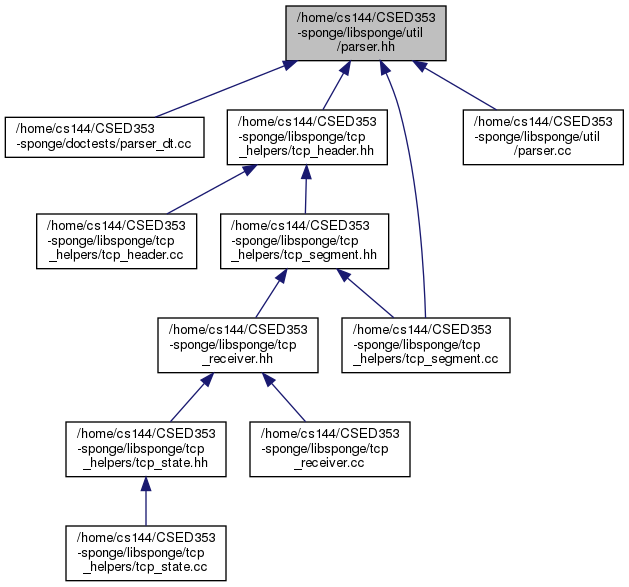 /home/cs144/CSED353
-sponge/libsponge/util
/parser.hh
/home/cs144/CSED353
-sponge/doctests/parser_dt.cc
/home/cs144/CSED353
-sponge/libsponge/tcp
_helpers/tcp_header.hh
/home/cs144/CSED353
-sponge/libsponge/util
/parser.cc
/home/cs144/CSED353
-sponge/libsponge/tcp
_helpers/tcp_header.cc
/home/cs144/CSED353
-sponge/libsponge/tcp
_helpers/tcp_segment.hh
/home/cs144/CSED353
-sponge/libsponge/tcp
_receiver.hh
/home/cs144/CSED353
-sponge/libsponge/tcp
_helpers/tcp_segment.cc
/home/cs144/CSED353
-sponge/libsponge/tcp
_helpers/tcp_state.hh
/home/cs144/CSED353
-sponge/libsponge/tcp
_receiver.cc
/home/cs144/CSED353
-sponge/libsponge/tcp
_helpers/tcp_state.cc